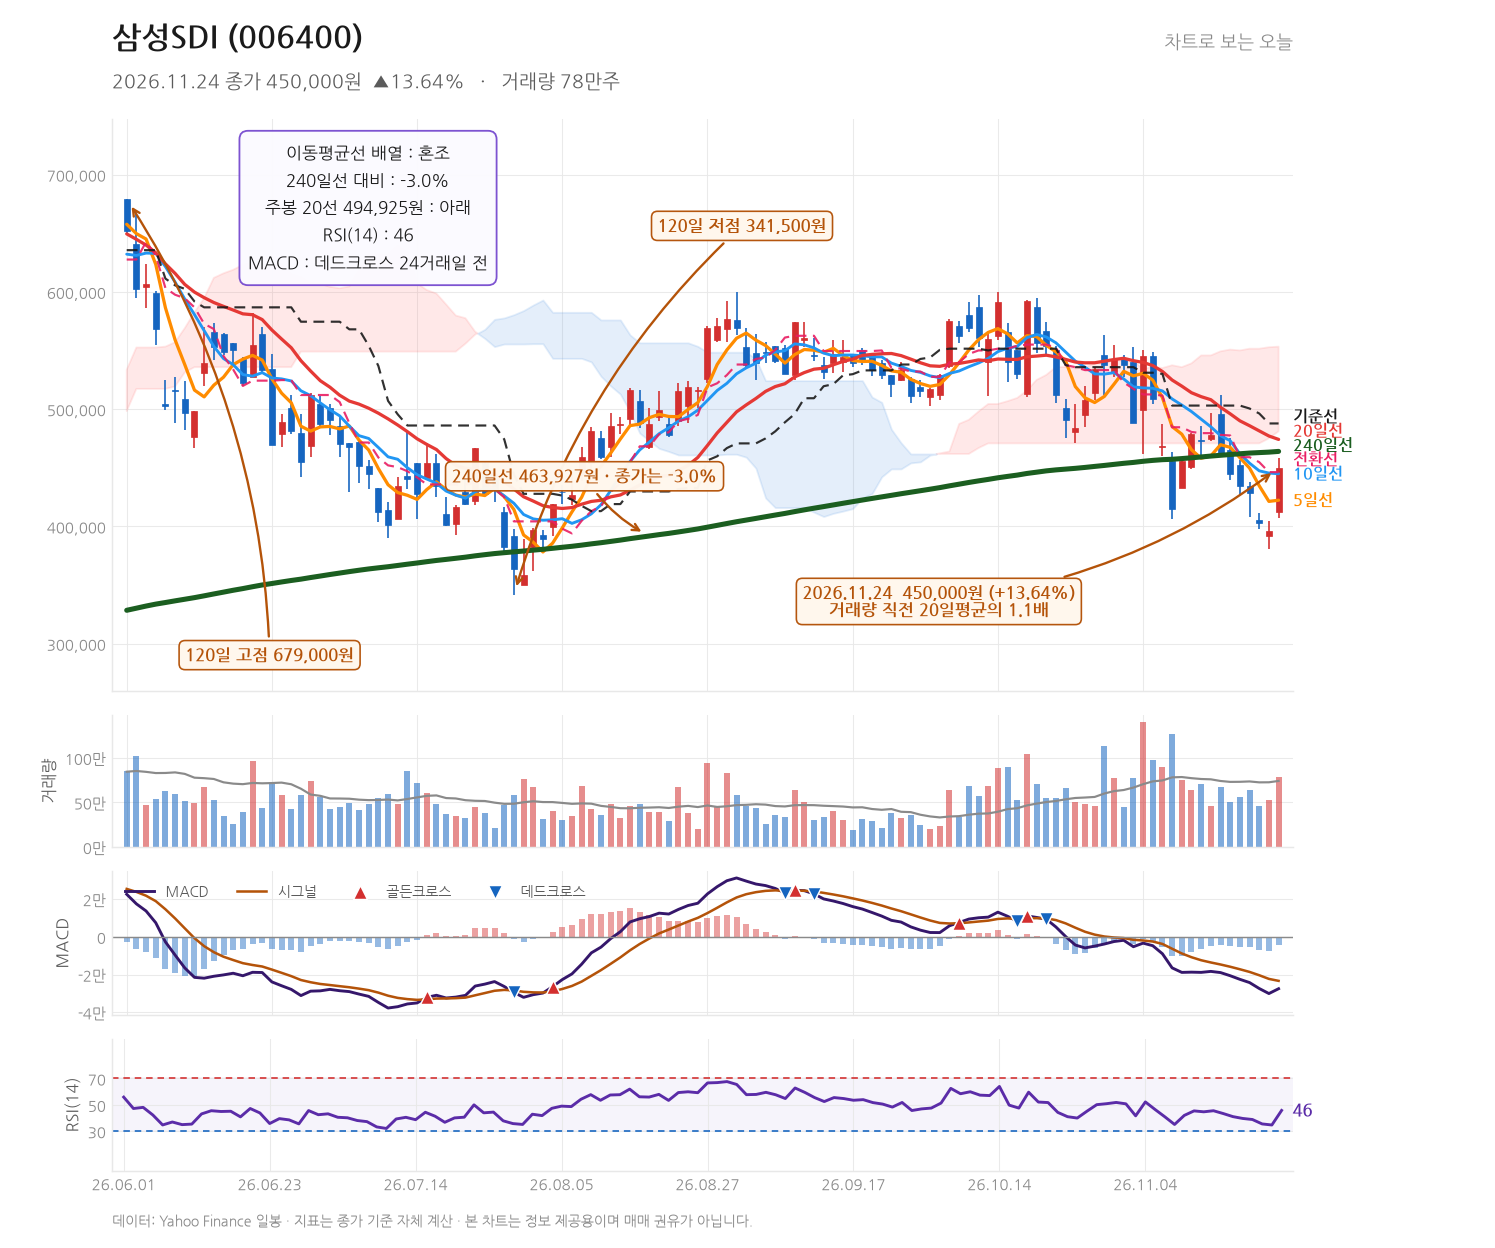 삼성SDI (006400)
차트로 보는 오늘
2026.11.24 종가 450,000원 ▲13.64% · 거래량 78만주
이동평균선 배열 : 혼조
240일선 대비 : -3.0%
주봉 20선 494,925원 : 아래
RSI(14) : 46
MACD : 데드크로스 24거래일 전
120일 저점 341,500원
240일선 463,927원 · 종가는 -3.0%
2026.11.24 450,000원 (+13.64%)
거래량 직전 20일평균의 1.1배
120일 고점 679,000원
700,000
600,000
500,000
400,000
300,000
기준선
20일선
240일선
전환선
10일선
5일선
거래량
100만
50만
0만
MACD
시그널
골든크로스
데드크로스
MACD
2만
0
-2만
-4만
RSI(14)
70
50
30
46
26.06.01
26.06.23
26.07.14
26.08.05
26.08.27
26.09.17
26.10.14
26.11.04
데이터: Yahoo Finance 일봉 · 지표는 종가 기준 자체 계산 · 본 차트는 정보 제공용이며 매매 권유가 아닙니다.